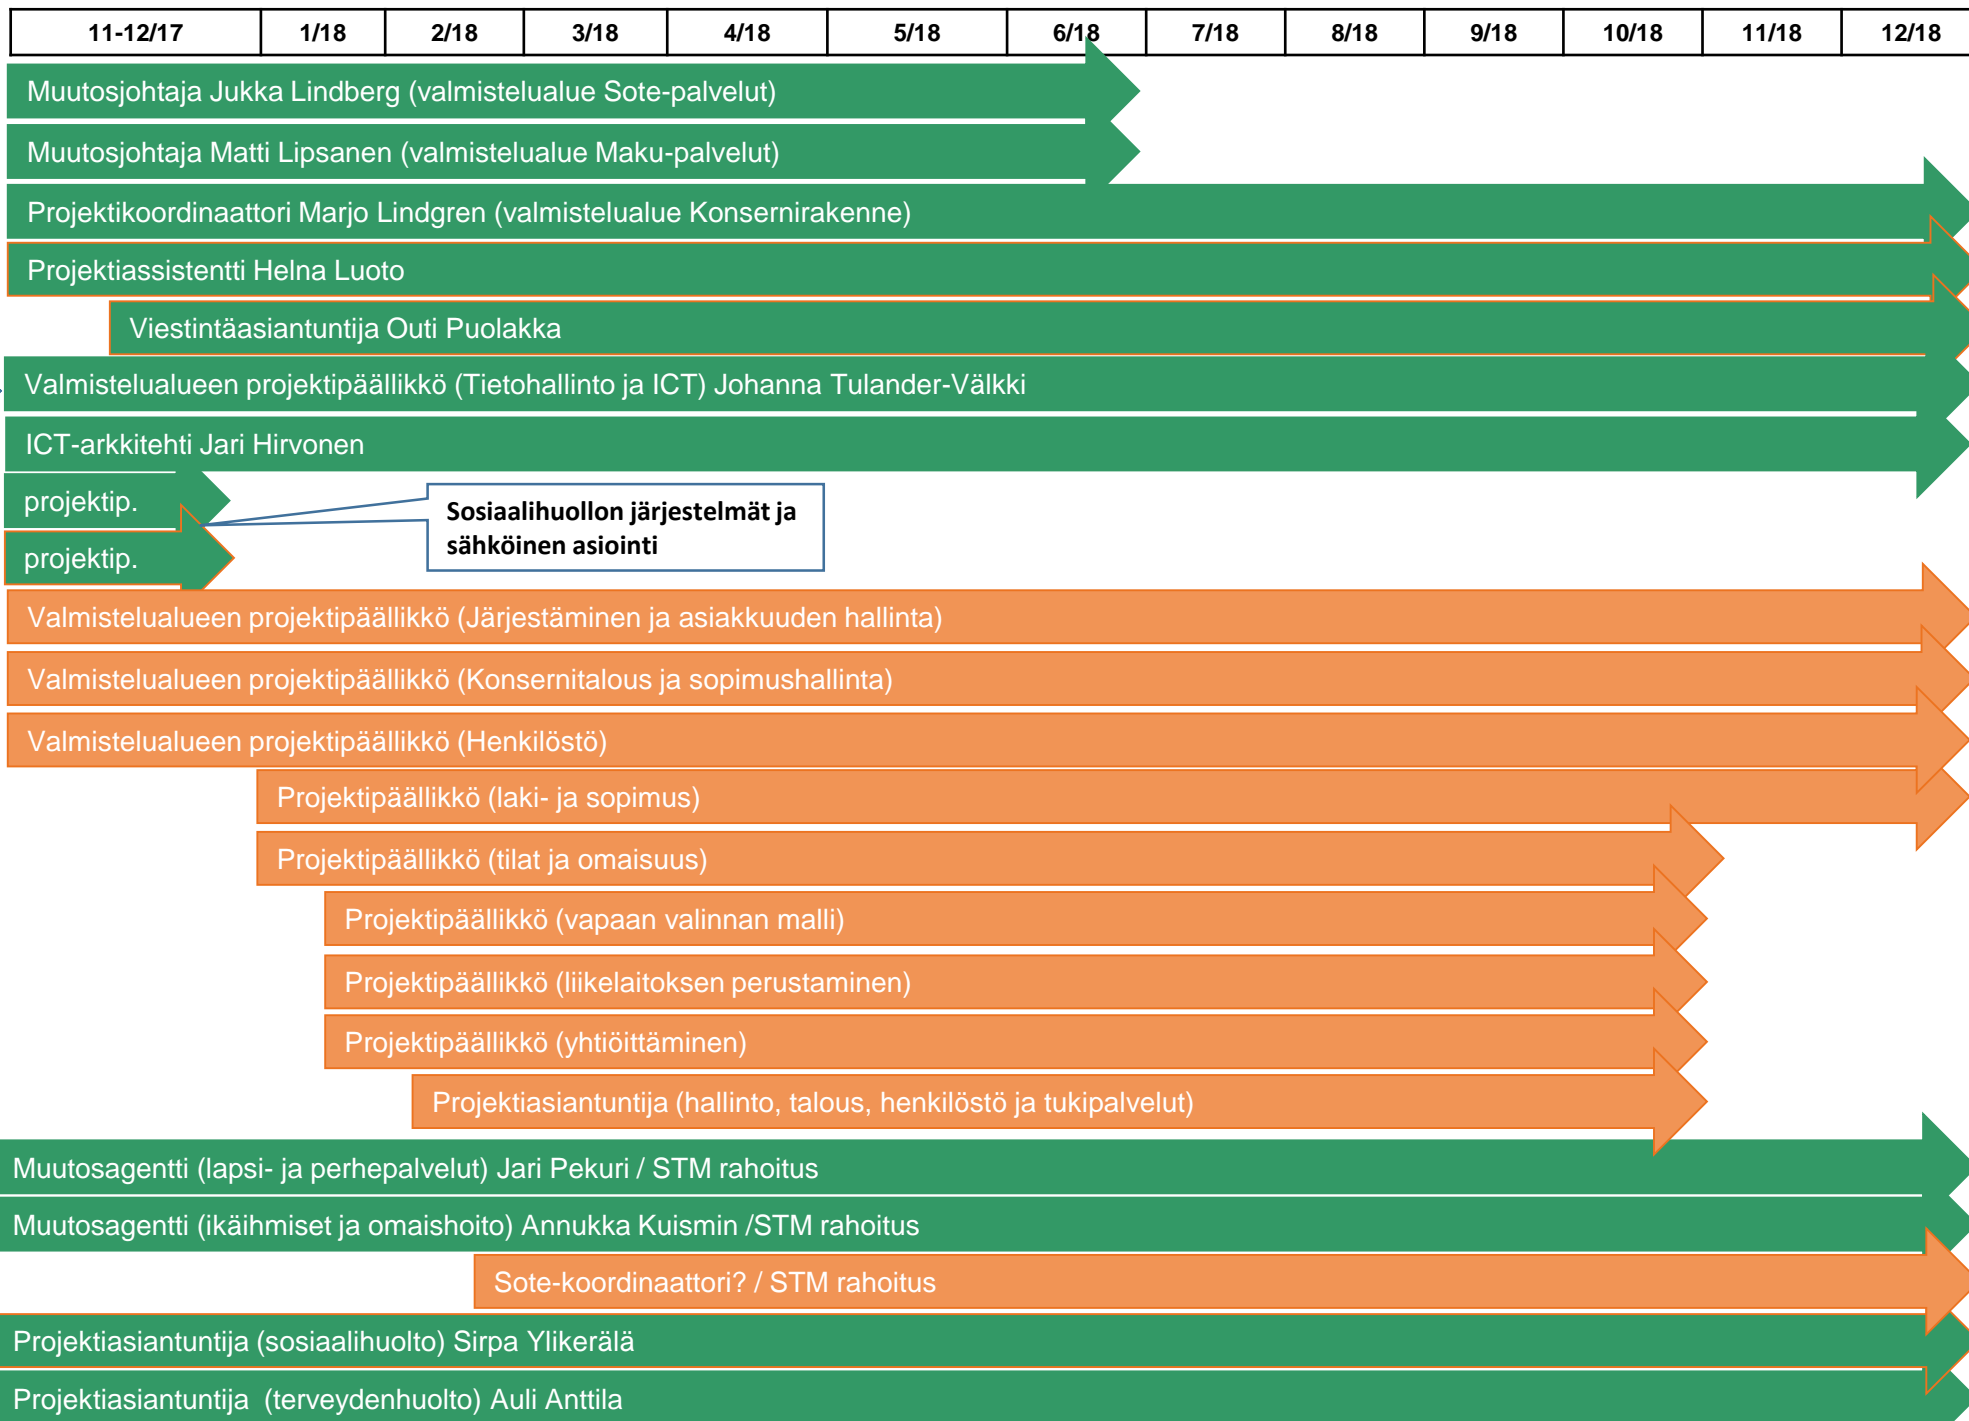 11-12/17 1/18 2/18 3/18 4/18 5/18 6/18 7/18 8/18 9/18 10/18 11/18 12/18
Muutosjohtaja Jukka Lindberg (valmistelualue Sote-palvelut)
Muutosjohtaja Matti Lipsanen (valmistelualue Maku-palvelut)
Projektikoordinaattori Marjo Lindgren (valmistelualue Konsernirakenne)
Projektiassistentti Helna Luoto
Viestintäasiantuntija Outi Puolakka
Valmistelualueen projektipäällikkö (Tietohallinto ja ICT) Johanna Tulander-Välkki
ICT-arkkitehti Jari Hirvonen
projektip.
Sosiaalihuollon järjestelmät ja
sähköinen asiointi
projektip.
Valmistelualueen projektipäällikkö (Järjestäminen ja asiakkuuden hallinta)
Valmistelualueen projektipäällikkö (Konsernitalous ja sopimushallinta)
Valmistelualueen projektipäällikkö (Henkilöstö)
Projektipäällikkö (laki- ja sopimus)
Projektipäällikkö (tilat ja omaisuus)
Projektipäällikkö (vapaan valinnan malli)
Projektipäällikkö (liikelaitoksen perustaminen)
Projektipäällikkö (yhtiöittäminen)
Projektiasiantuntija (hallinto, talous, henkilöstö ja tukipalvelut)
Muutosagentti (lapsi- ja perhepalvelut) Jari Pekuri / STM rahoitus
Muutosagentti (ikäihmiset ja omaishoito) Annukka Kuismin /STM rahoitus
Sote-koordinaattori? / STM rahoitus
Projektiasiantuntija (sosiaalihuolto) Sirpa Ylikerälä
Projektiasiantuntija (terveydenhuolto) Auli Anttila